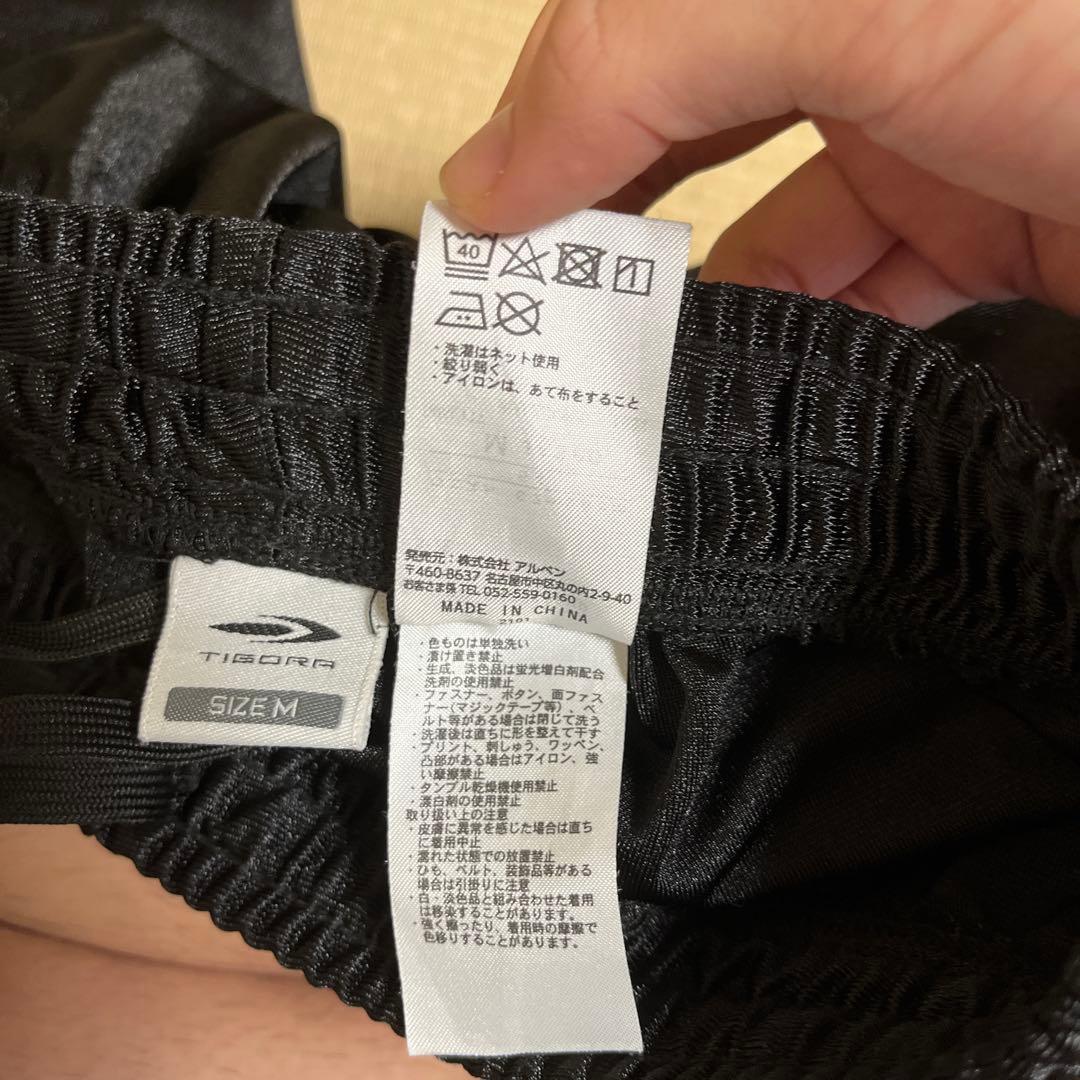 40
・洗濯はネット使用
・絞り弱く
・アイロンは、あて布をすること
発売元：株式会社 アルペン
〒460-8637 名古屋市中区丸の内2-9-40
お客さま係 TEL 052-559-0160
MADE IN CHINA
TIGORA
SIZE M
・色ものは単独洗い
・漬け置き禁止
・生成、淡色品は蛍光増白剤配合
洗剤の使用禁止
・ファスナー、ボタン、面ファス
ナー(マジックテープ等)、ベ
ルト等がある場合は閉じて洗う
・洗濯後は直ちに形を整えて干す
・プリント、刺しゅう、ワッペン、
凸部がある場合はアイロン、強
い摩擦禁止
・タンブル乾燥機使用禁止
・漂白剤の使用禁止
取り扱い上の注意
・皮膚に異常を感じた場合は直ち
に着用中止
・濡れた状態での放置禁止
・ひも、ベルト、装飾品等がある
場合は引掛りに注意
・白・淡色品と組み合わせた着用
は移染することがあります。
・強く擦ったり、着用時の摩擦で
色移りすることがあります。